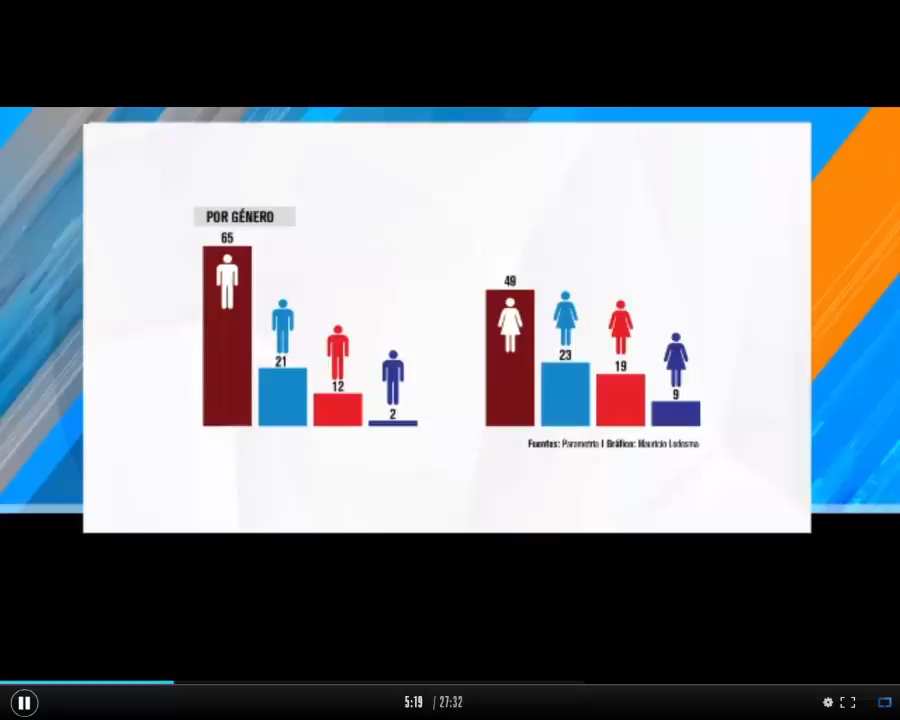 POR GÉNERO
65
21
12
2
49
23
19
9
Fuentes: Parametría | Gráfico: Mauricio Ledesma
5:19 / 27:32